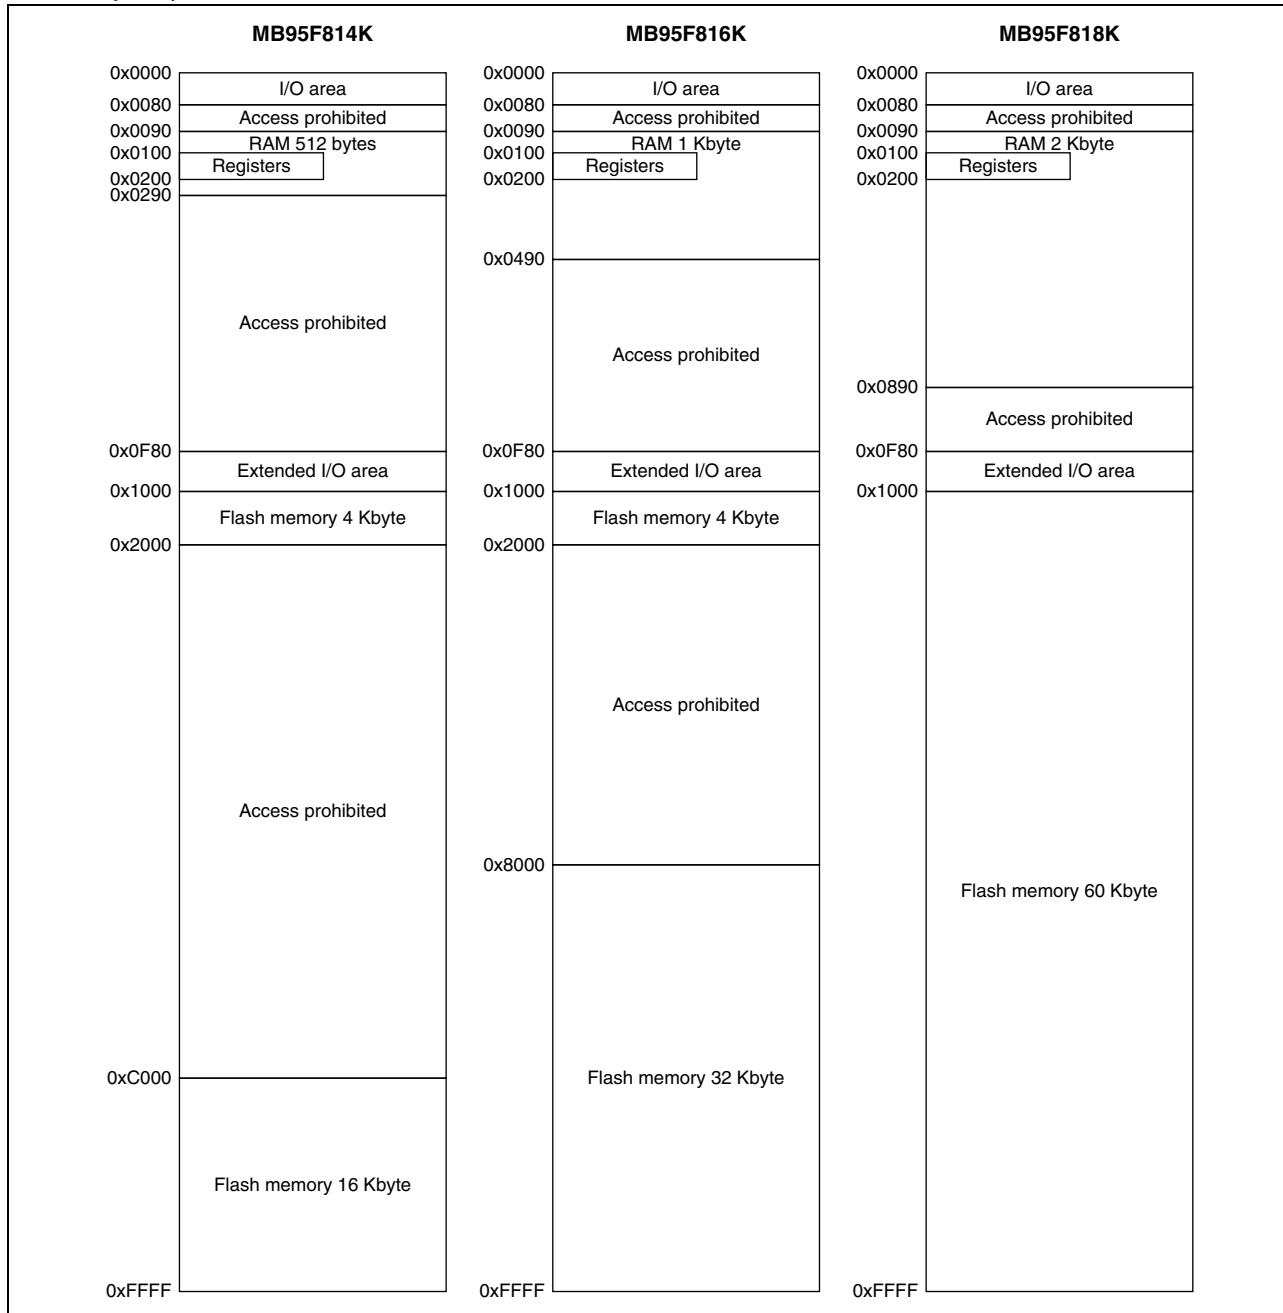 MB95F814K
0x0000
I/O area
0x0080
Access prohibited
0x0090
RAM 512 bytes
0x0100
Registers
0x0200
0x0290
Access prohibited
0x0F80
Extended I/O area
0x1000
Flash memory 4 Kbyte
0x2000
Access prohibited
0xC000
Flash memory 16 Kbyte
0xFFFF
MB95F816K
0x0000
I/O area
0x0080
Access prohibited
0x0090
RAM 1 Kbyte
0x0100
Registers
0x0200
0x0490
Access prohibited
0x0F80
Extended I/O area
0x1000
Flash memory 4 Kbyte
0x2000
Access prohibited
0x8000
Flash memory 32 Kbyte
0xFFFF
MB95F818K
0x0000
I/O area
0x0080
Access prohibited
0x0090
RAM 2 Kbyte
0x0100
Registers
0x0200
0x0890
Access prohibited
0x0F80
Extended I/O area
0x1000
Flash memory 60 Kbyte
0xFFFF